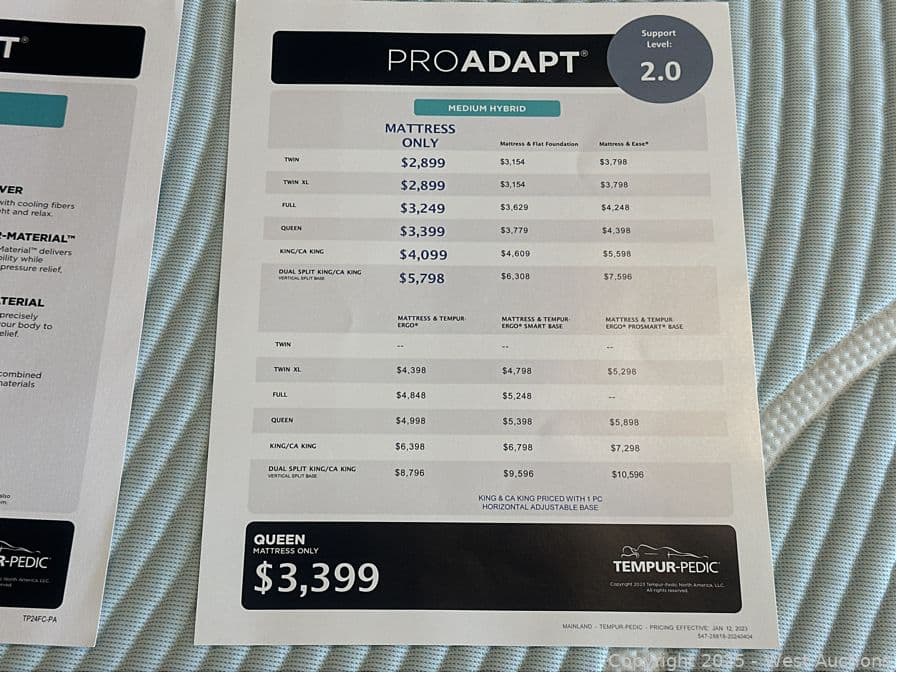 T®
VER
with cooling fibers
ht and relax.
R-MATERIAL™
Material™ delivers
bility while
pressure relief,
TERIAL
precisely
our body to
elief.
combined
materials
also
R-PEDIC
North America, LLC.
TP24FC-PA
PROADAPT®
Support
Level:
2.0
MEDIUM HYBRID
MATTRESS
ONLY
Mattress & Flat Foundation
Mattress & Ease®
TWIN $2,899 $3,154 $3,798
TWIN XL $2,899 $3,154 $3,798
FULL $3,249 $3,629 $4,248
QUEEN $3,399 $3,779 $4,398
KING/CA KING $4,099 $4,609 $5,598
DUAL SPLIT KING/CA KING
VERTICAL SPLIT BASE
$5,798 $6,308 $7,596
MATTRESS & TEMPUR-
ERGO®
MATTRESS & TEMPUR-
ERGO® SMART BASE
MATTRESS & TEMPUR-
ERGO® PROSMART® BASE
TWIN -- -- --
TWIN XL $4,398 $4,798 $5,298
FULL $4,848 $5,248 --
QUEEN $4,998 $5,398 $5,898
KING/CA KING $6,398 $6,798 $7,298
DUAL SPLIT KING/CA KING
VERTICAL SPLIT BASE
$8,796 $9,596 $10,596
KING & CA KING PRICED WITH 1 PC
HORIZONTAL ADJUSTABLE BASE
QUEEN
MATTRESS ONLY
$3,399
TEMPUR-PEDIC
Copyright 2023 Tempur-Pedic North America, LLC.
All rights reserved.
MAINLAND - TEMPUR-PEDIC - PRICING EFFECTIVE: JAN 12, 2023
547-28818-20240404
Copyright 2025 - West Auctions